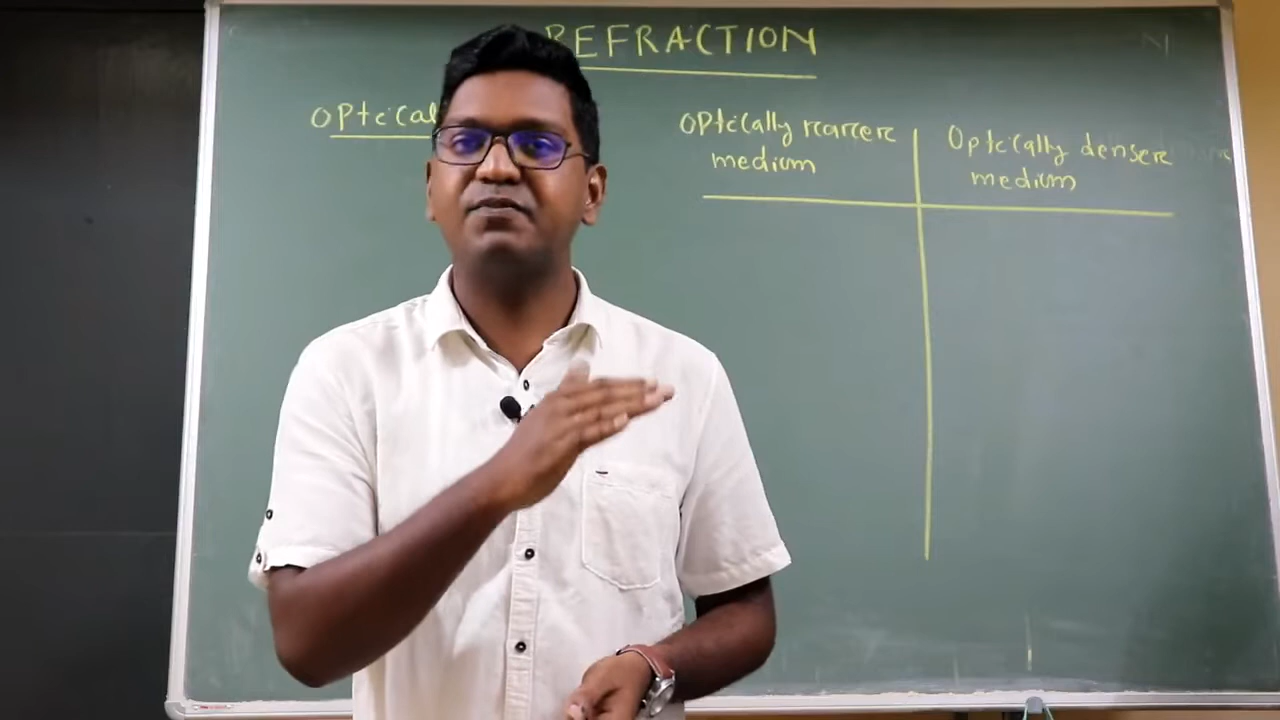 REFRACTION
OPtical
OPtically rarer
medium
Optically denser
medium